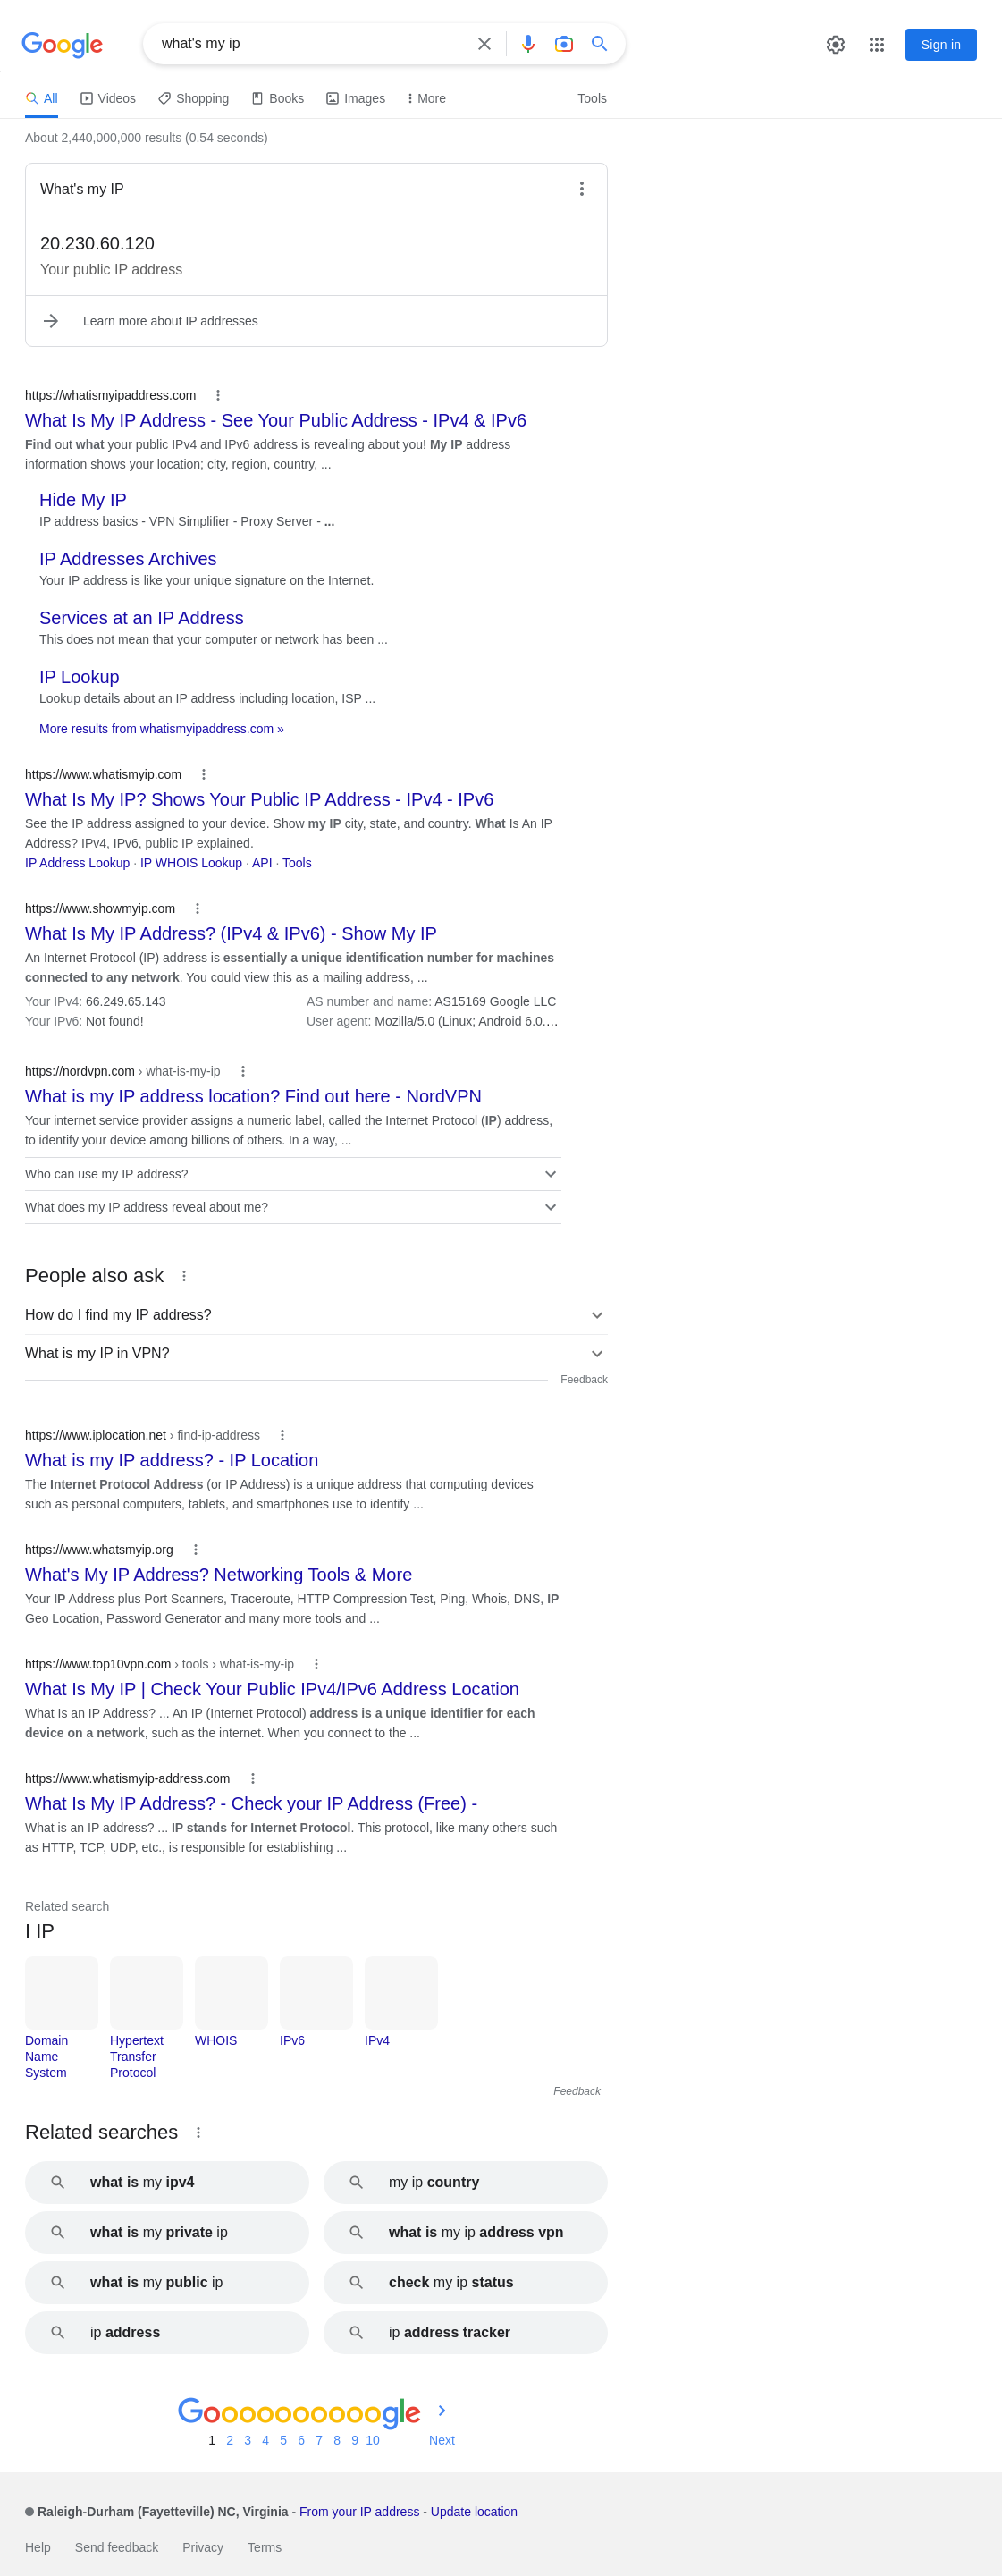 Google
what's my ip
Sign in
All
Videos
Shopping
Books
Images
More
Tools
About 2,440,000,000 results (0.54 seconds)
What's my IP
20.230.60.120
Your public IP address
Learn more about IP addresses
https://whatismyipaddress.com
What Is My IP Address - See Your Public Address - IPv4 & IPv6
Find out what your public IPv4 and IPv6 address is revealing about you! My IP address
information shows your location; city, region, country, ...
Hide My IP
IP address basics - VPN Simplifier - Proxy Server - ...
IP Addresses Archives
Your IP address is like your unique signature on the Internet.
Services at an IP Address
This does not mean that your computer or network has been ...
IP Lookup
Lookup details about an IP address including location, ISP ...
More results from whatismyipaddress.com »
https://www.whatismyip.com
What Is My IP? Shows Your Public IP Address - IPv4 - IPv6
See the IP address assigned to your device. Show my IP city, state, and country. What Is An IP
Address? IPv4, IPv6, public IP explained.
IP Address Lookup · IP WHOIS Lookup · API · Tools
https://www.showmyip.com
What Is My IP Address? (IPv4 & IPv6) - Show My IP
An Internet Protocol (IP) address is essentially a unique identification number for machines
connected to any network. You could view this as a mailing address, ...
Your IPv4: 66.249.65.143
AS number and name: AS15169 Google LLC
Your IPv6: Not found!
User agent: Mozilla/5.0 (Linux; Android 6.0....
https://nordvpn.com › what-is-my-ip
What is my IP address location? Find out here - NordVPN
Your internet service provider assigns a numeric label, called the Internet Protocol (IP) address,
to identify your device among billions of others. In a way, ...
Who can use my IP address?
What does my IP address reveal about me?
People also ask
How do I find my IP address?
What is my IP in VPN?
Feedback
https://www.iplocation.net › find-ip-address
What is my IP address? - IP Location
The Internet Protocol Address (or IP Address) is a unique address that computing devices
such as personal computers, tablets, and smartphones use to identify ...
https://www.whatsmyip.org
What's My IP Address? Networking Tools & More
Your IP Address plus Port Scanners, Traceroute, HTTP Compression Test, Ping, Whois, DNS, IP
Geo Location, Password Generator and many more tools and ...
https://www.top10vpn.com › tools › what-is-my-ip
What Is My IP | Check Your Public IPv4/IPv6 Address Location
What Is an IP Address? ... An IP (Internet Protocol) address is a unique identifier for each
device on a network, such as the internet. When you connect to the ...
https://www.whatismyip-address.com
What Is My IP Address? - Check your IP Address (Free) -
What is an IP address? ... IP stands for Internet Protocol. This protocol, like many others such
as HTTP, TCP, UDP, etc., is responsible for establishing ...
Related search
I IP
Domain
Name
System
Hypertext
Transfer
Protocol
WHOIS
IPv6
IPv4
Feedback
Related searches
what is my ipv4
my ip country
what is my private ip
what is my ip address vpn
what is my public ip
check my ip status
ip address
ip address tracker
Goooooooooogle
1 2 3 4 5 6 7 8 9 10 Next
Raleigh-Durham (Fayetteville) NC, Virginia - From your IP address - Update location
Help
Send feedback
Privacy
Terms